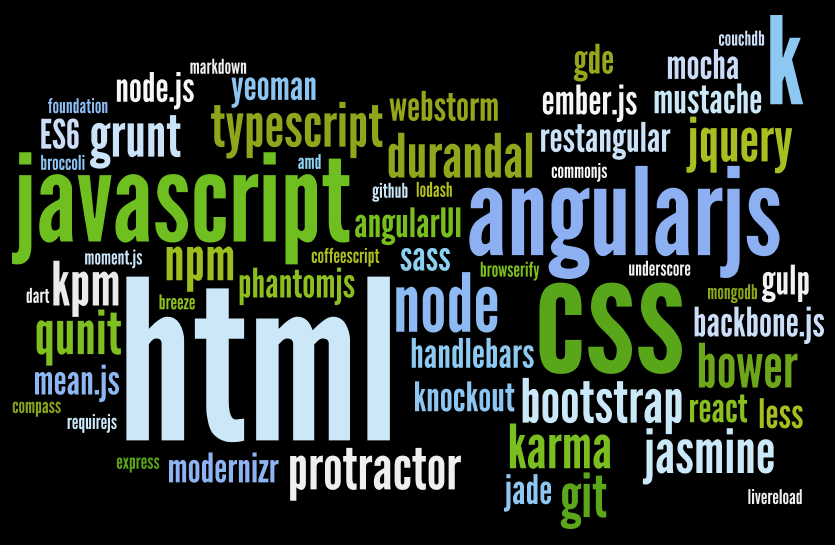 couchdb
k
gde
markdown
mocha
node.js
yeoman
ember.js
mustache
foundation
webstorm
ES6
grunt
typescript
restangular
jquery
broccoli
and
durandal
commonjs
javascript
github
lodash
angularjs
angularUI
moment.js
npm
coffeescript
sass
browserify
underscore
dart
kpm
breeze
phantomjs
node
css
mongodb
gulp
qunit
html
backbone.js
handlebars
bower
mean.js
knockout
bootstrap
react
less
compass
requirejs
karma
jasmine
express
modernizr
protractor
jade
git
livereload